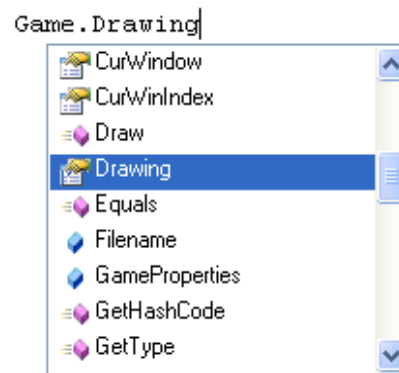 Game.Drawing
CurWindow
CurWinIndex
Draw
Drawing
Equals
Filename
GameProperties
GetHashCode
GetType